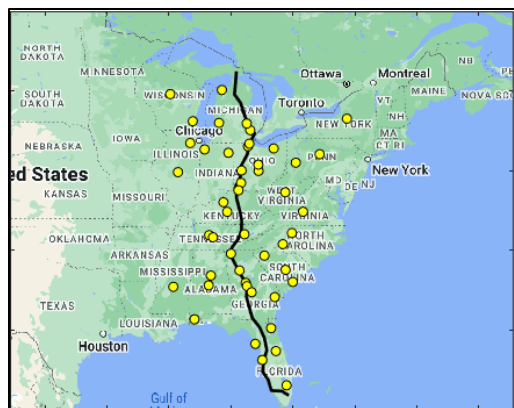 NORTH
DAKOTA
MINNESOTA
Ottawa
Montreal
NB
PE
MAINE
NOVA SCO
SOUTH
DAKOTA
WISCONSIN
MICHIGAN
Toronto
VT
NH
NEW YORK
MA
CT RI
IOWA
Chicago
NEBRASKA
ILLINOIS
INDIANA
OHIO
PENN
New York
ed States
MD
DE NJ
KANSAS
MISSOURI
WEST
VIRGINIA
KENTUCKY
VIRGINIA
OKLAHOMA
TENNESSEE
NORTH
CAROLINA
ARKANSAS
MISSISSIPPI
SOUTH
CAROLINA
ALABAMA
GEORGIA
TEXAS
LOUISIANA
Houston
FLORIDA
Gulf of